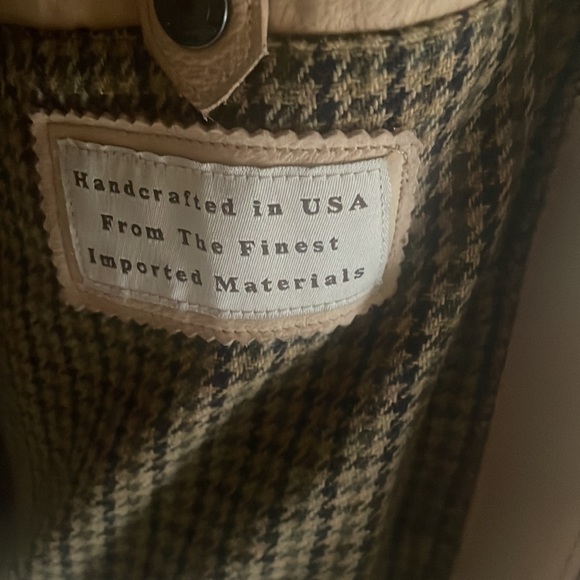 Handcrafted in USA
From The Finest
Imported Materials